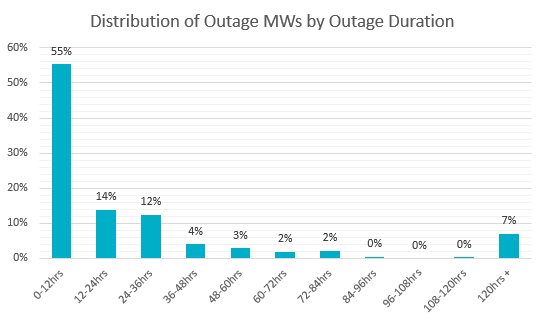 Distribution of Outage MWs by Outage Duration
60%
50%
40%
30%
20%
10%
0%
55%
14%
12%
4%
3%
2%
2%
0%
0%
0%
7%
0-12hrs
12-24hrs
24-36hrs
36-48hrs
48-60hrs
60-72hrs
72-84hrs
84-96hrs
96-108hrs
108-120hrs
120hrs +